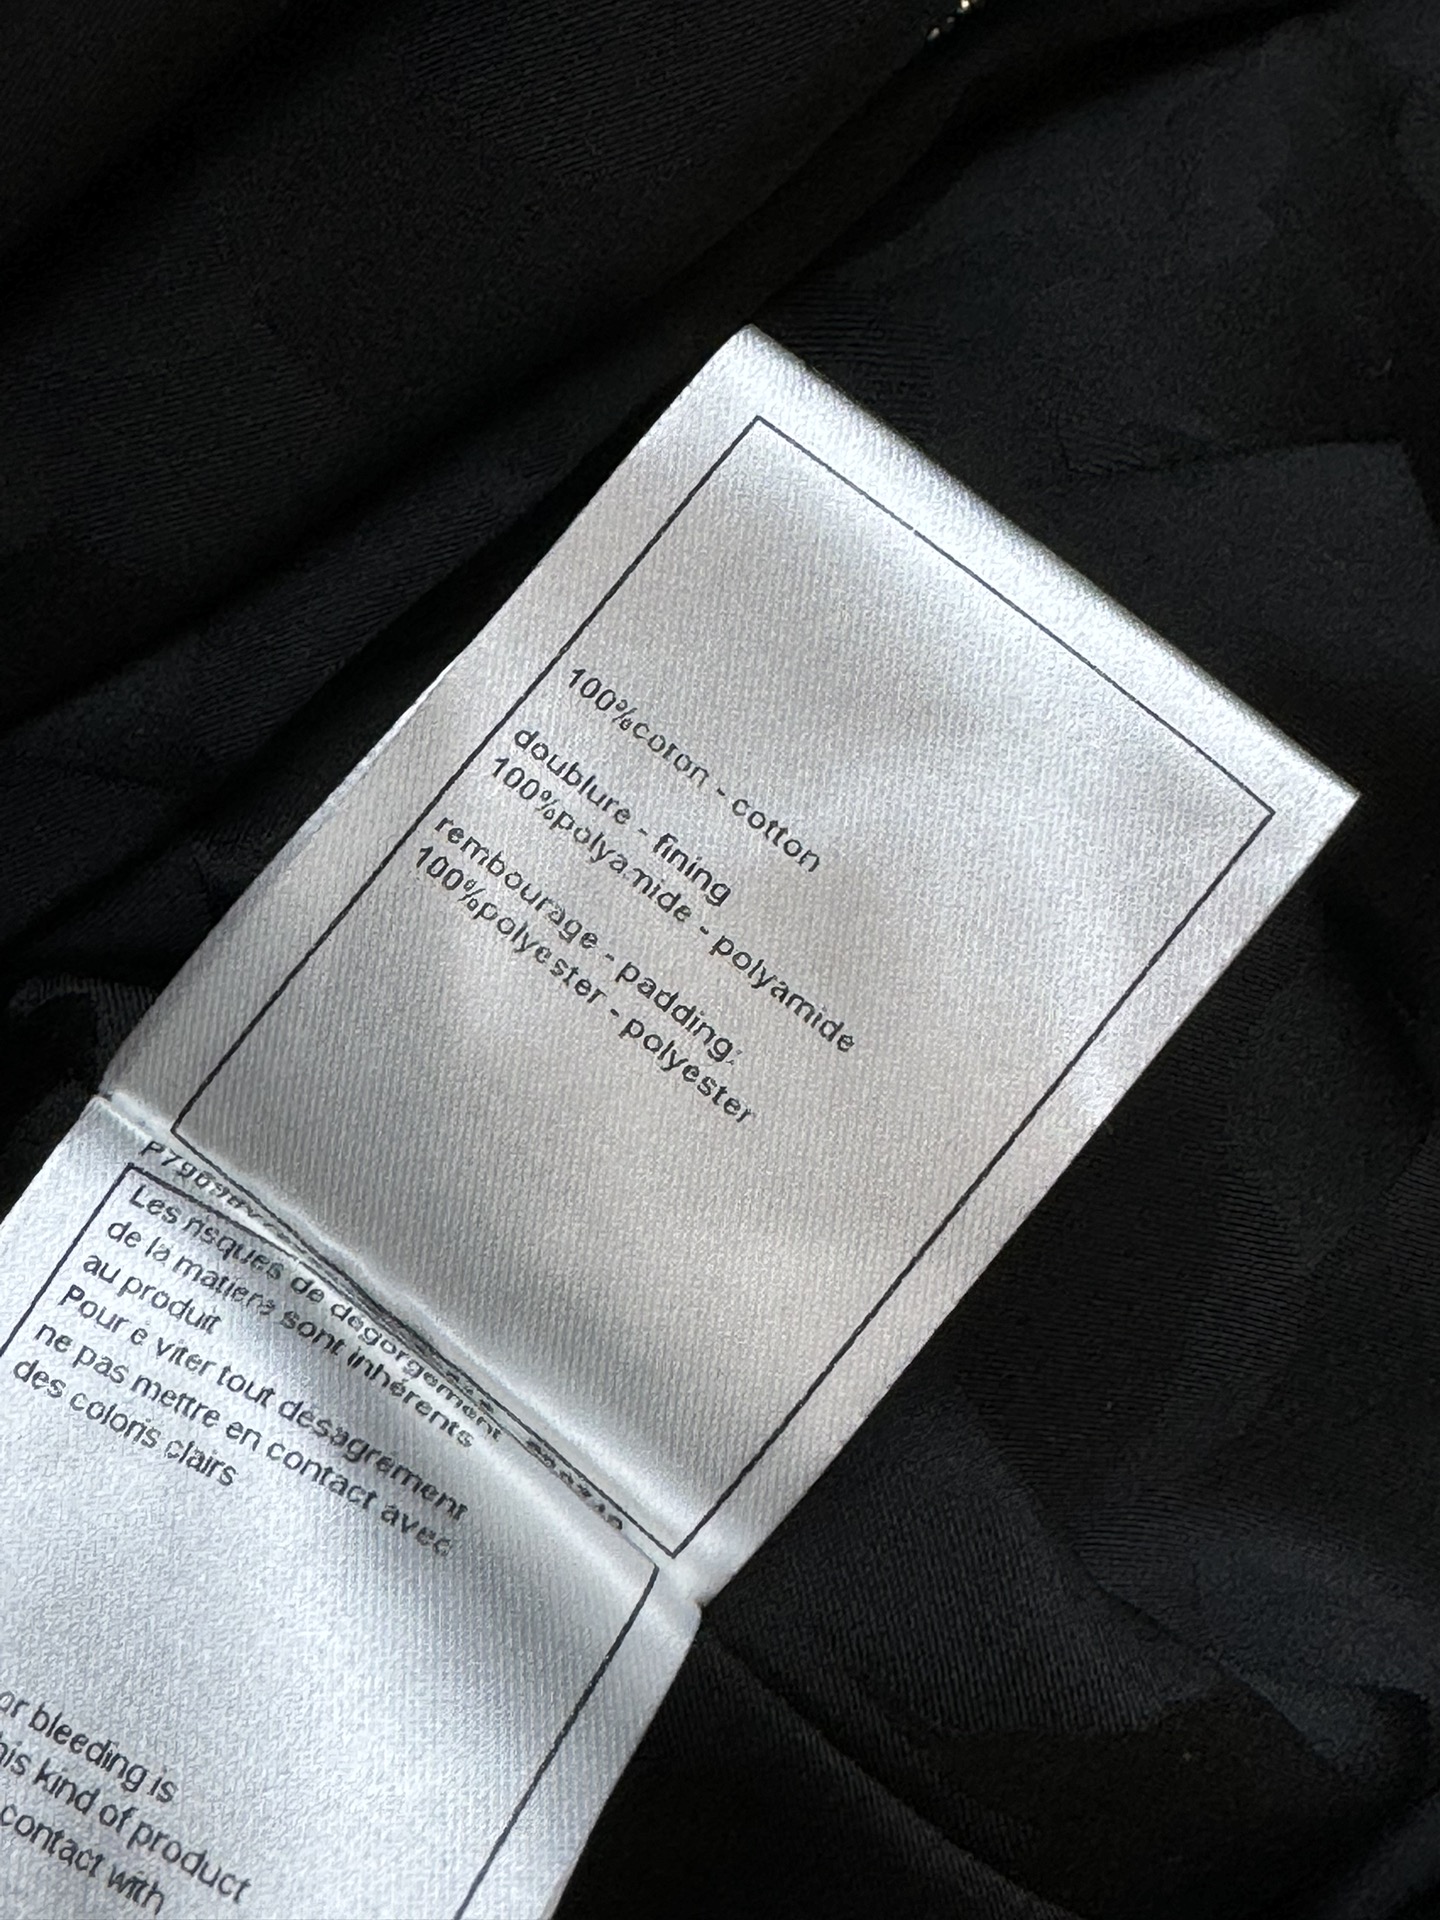 100%coton - cotton
doublure - fining
100%polyamide - polyamide
rembourage - padding:
100%polyester - polyester
Les risques de dégorgement
de la matiere sont inhérents
au produit
Pour é viter tout désagrément
ne pas mettre en contact avec
des coloris clairs
or bleeding is
his kind of product
contact with